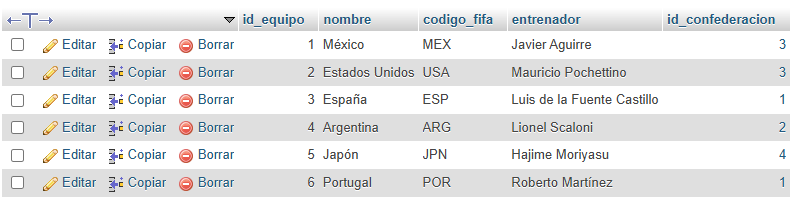 id_equipo nombre codigo_fifa entrenador id_confederacion
Editar Copiar Borrar 1 México MEX Javier Aguirre 3
Editar Copiar Borrar 2 Estados Unidos USA Mauricio Pochettino 3
Editar Copiar Borrar 3 España ESP Luis de la Fuente Castillo 1
Editar Copiar Borrar 4 Argentina ARG Lionel Scaloni 2
Editar Copiar Borrar 5 Japón JPN Hajime Moriyasu 4
Editar Copiar Borrar 6 Portugal POR Roberto Martínez 1